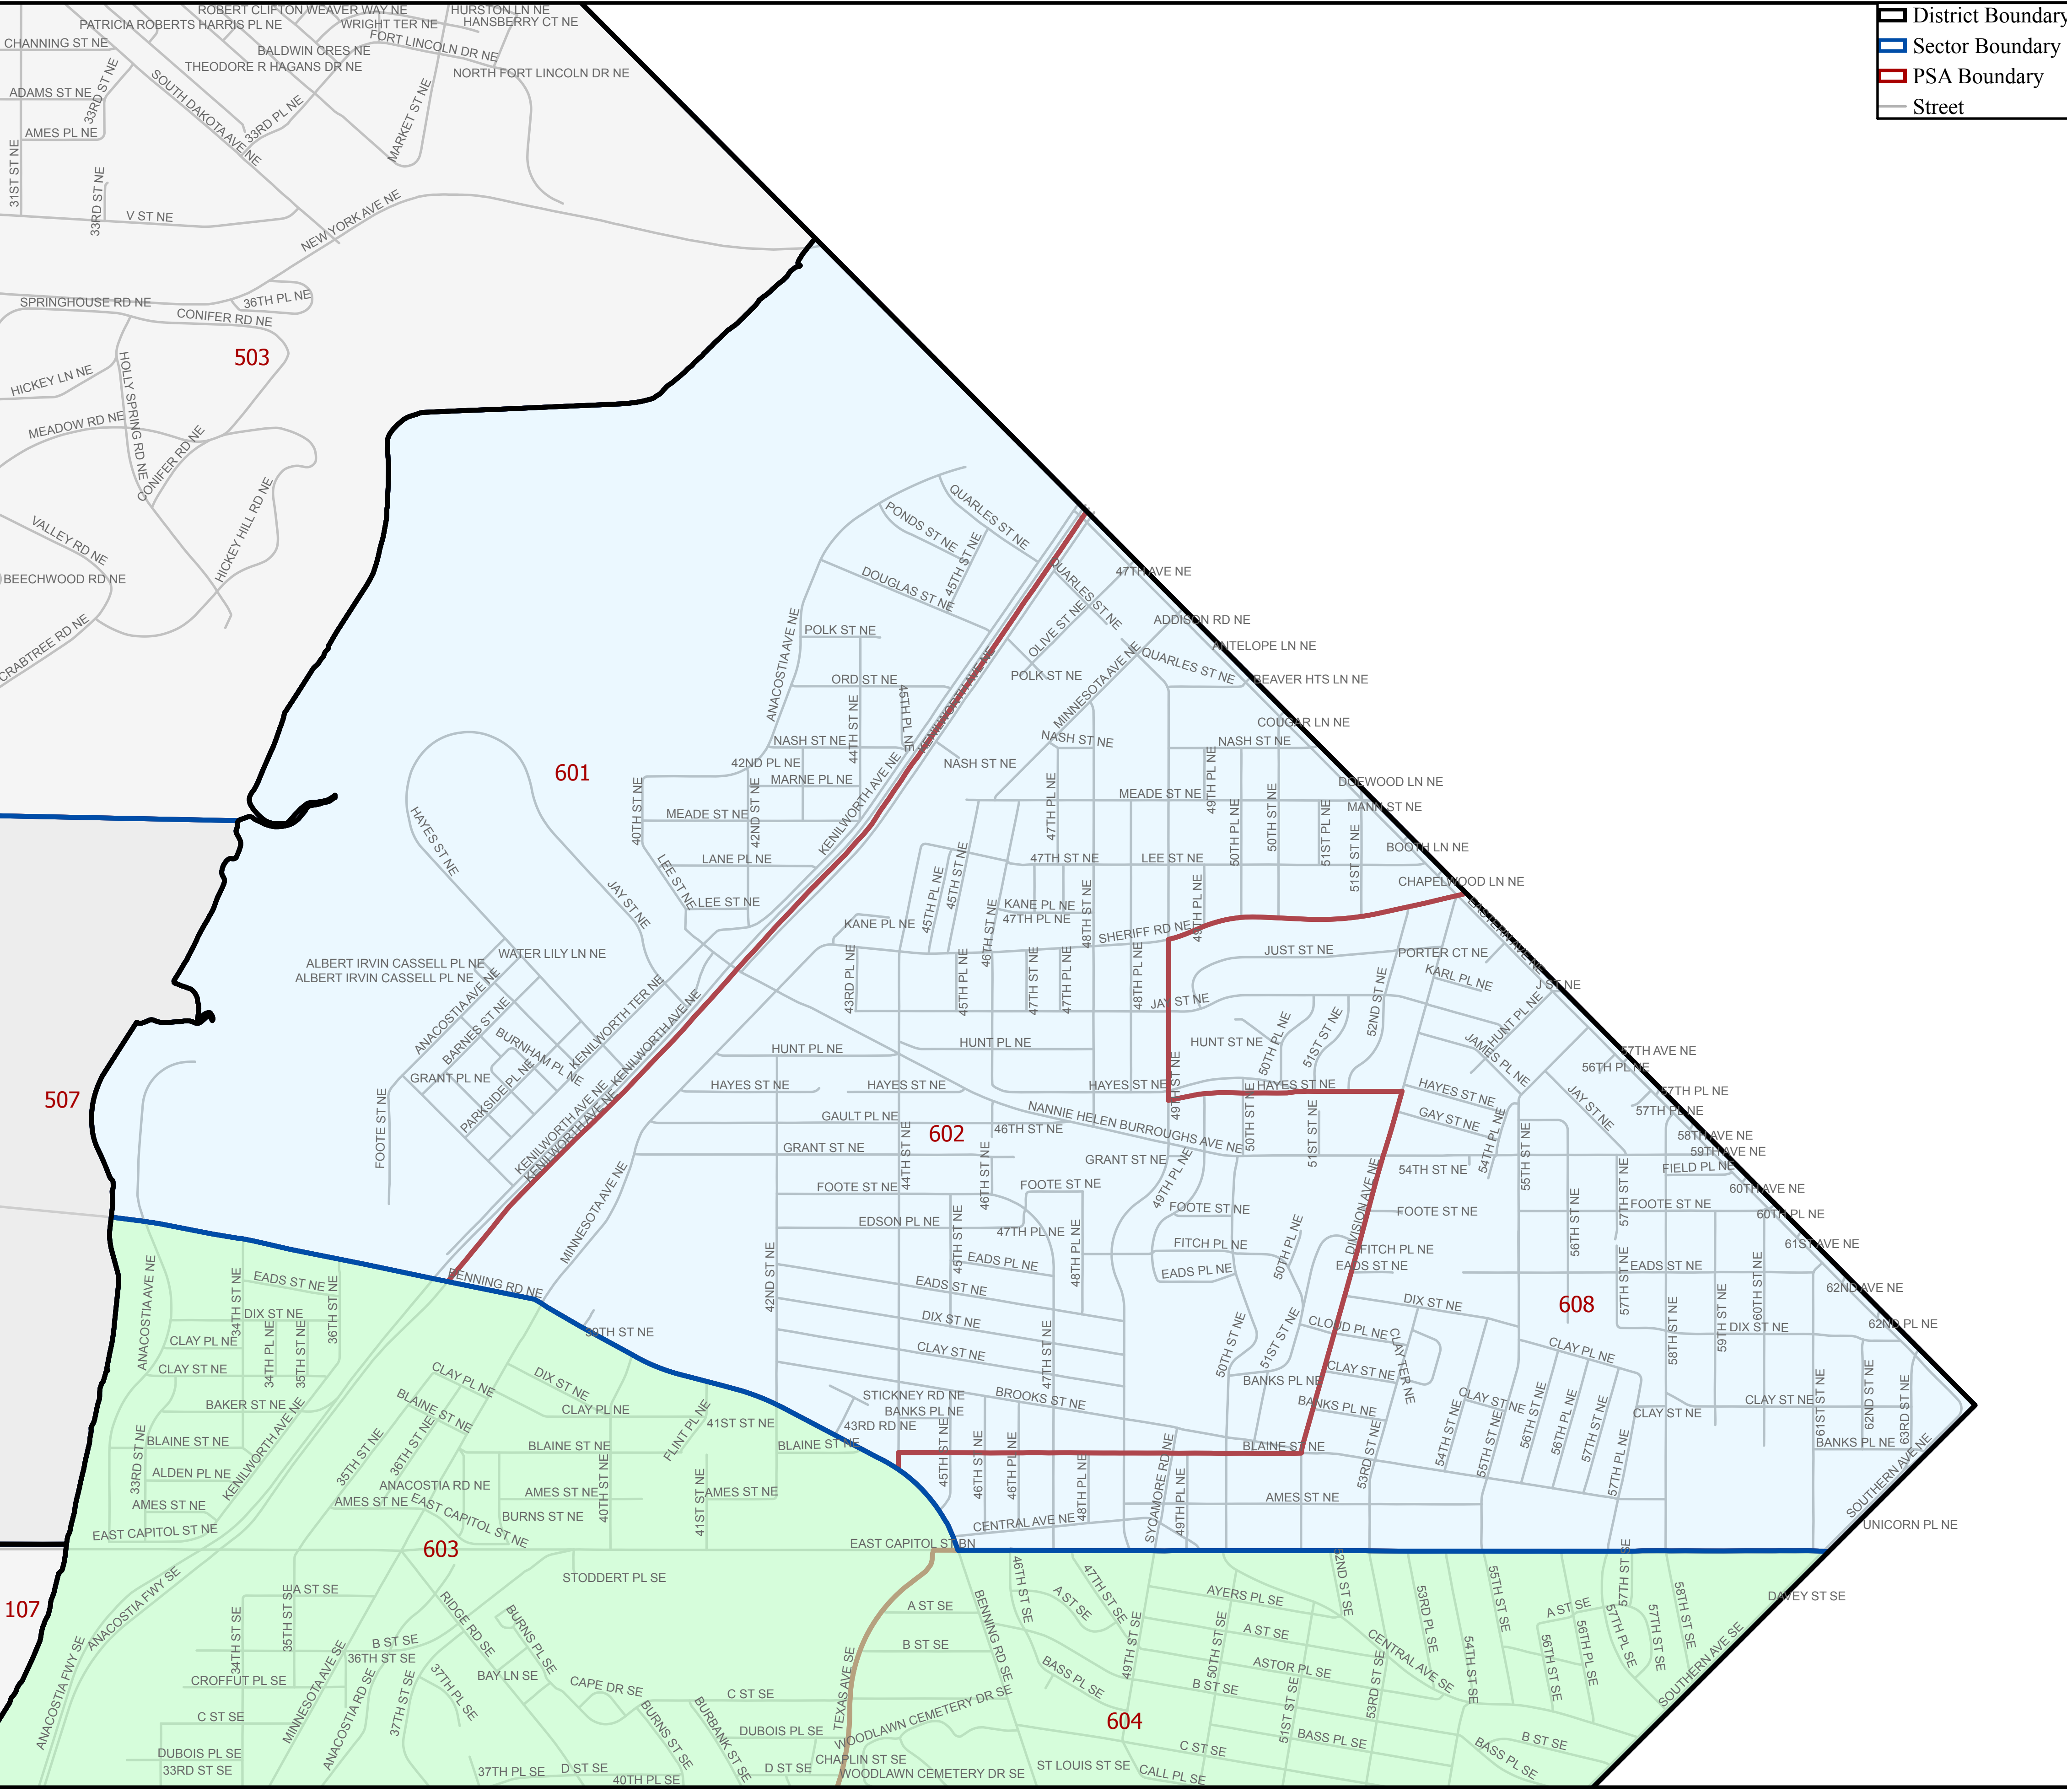 District Boundary
Sector Boundary
PSA Boundary
Street
ROBERT CLIFTON WEAVER WAY NE
HURSTON LN NE
PATRICIA ROBERTS HARRIS PL NE
WRIGHT TER NE
HANSBERRY CT NE
CHANNING ST NE
FORT LINCOLN DR NE
BALDWIN CRES NE
THEODORE R HAGANS DR NE
NORTH FORT LINCOLN DR NE
SOUTH DAKOTA AVE NE
33RD ST NE
ADAMS ST NE
33RD PL NE
MARKET ST NE
AMES PL NE
31ST ST NE
33RD ST NE
V ST NE
NEW YORK AVE NE
SPRINGHOUSE RD NE
36TH PL NE
CONIFER RD NE
503
HICKEY LN NE
HOLLY SPRING RD NE
MEADOW RD NE
CONIFER RD NE
HICKEY HILL RD NE
VALLEY RD NE
BEECHWOOD RD NE
CRABTREE RD NE
QUARLES ST NE
PONDS ST NE
45TH ST NE
DOUGLAS ST NE
QUARLES ST NE
47TH AVE NE
ADDISON RD NE
OLIVE ST NE
POLK ST NE
ANTELOPE LN NE
ANACOSTIA AVE NE
QUARLES ST NE
POLK ST NE
BEAVER HTS LN NE
ORD ST NE
MINNESOTA AVE NE
45TH PL NE
44TH ST NE
KENILWORTH AVE NE
COUGAR LN NE
NASH ST NE
NASH ST NE
NASH ST NE
42ND PL NE
NASH ST NE
601
MARNE PL NE
49TH PL NE
DOEWOOD LN NE
MEADE ST NE
MANN ST NE
40TH ST NE
42ND ST NE
MEADE ST NE
KENILWORTH AVE NE
47TH PL NE
50TH PL NE
50TH ST NE
51ST PL NE
51ST ST NE
HAYES ST NE
BOOTH LN NE
LANE PL NE
47TH ST NE
LEE ST NE
LEE ST NE
CHAPELWOOD LN NE
JAY ST NE
LEE ST NE
45TH PL NE
45TH ST NE
KANE PL NE
47TH PL NE
48TH ST NE
49TH PL NE
KANE PL NE
SHERIFF RD NE
46TH ST NE
EASTERN AVE NE
WATER LILY LN NE
ALBERT IRVIN CASSELL PL NE
ALBERT IRVIN CASSELL PL NE
JUST ST NE
PORTER CT NE
KARL PL NE
J ST NE
43RD PL NE
45TH PL NE
47TH ST NE
47TH PL NE
48TH PL NE
JAY ST NE
52ND ST NE
ANACOSTIA AVE NE
BARNES ST NE
BURNHAM PL NE
KENILWORTH TER NE
KENILWORTH AVE NE
HUNT PL NE
HUNT PL NE
HUNT ST NE
50TH PL NE
51ST ST NE
HUNT PL NE
JAMES PL NE
57TH AVE NE
56TH PL NE
GRANT PL NE
PARKSIDE PL NE
HAYES ST NE
HAYES ST NE
HAYES ST NE
49TH ST NE
HAYES ST NE
HAYES ST NE
JAY ST NE
57TH PL NE
507
57TH PL NE
NANNIE HELEN BURROUGHS AVE NE
GAULT PL NE
602
46TH ST NE
50TH ST NE
51ST ST NE
GAY ST NE
54TH PL NE
55TH ST NE
58TH AVE NE
FOOTE ST NE
KENILWORTH AVE NE
KENILWORTH AVE NE
GRANT ST NE
44TH ST NE
46TH ST NE
GRANT ST NE
49TH PL NE
54TH ST NE
59TH AVE NE
FIELD PL NE
57TH ST NE
60TH AVE NE
FOOTE ST NE
FOOTE ST NE
FOOTE ST NE
FOOTE ST NE
FOOTE ST NE
60TH PL NE
MINNESOTA AVE NE
EDSON PL NE
45TH ST NE
47TH PL NE
48TH PL NE
56TH ST NE
DIVISION AVE NE
FITCH PL NE
FITCH PL NE
50TH PL NE
61ST AVE NE
42ND ST NE
EADS PL NE
EADS PL NE
EADS ST NE
EADS ST NE
57TH ST NE
60TH ST NE
BENNING RD NE
EADS ST NE
62ND AVE NE
ANACOSTIA AVE NE
34TH ST NE
EADS ST NE
36TH ST NE
DIX ST NE
34TH PL NE
35TH ST NE
39TH ST NE
DIX ST NE
CLOUD PL NE
DIX ST NE
608
58TH ST NE
59TH ST NE
DIX ST NE
62ND PL NE
CLAY PL NE
CLAY ST NE
CLAY ST NE
47TH ST NE
50TH ST NE
51ST ST NE
CLAY ST NE
CLAY TER NE
CLAY PL NE
CLAY PL NE
DIX ST NE
BAKER ST NE
KENILWORTH AVE NE
BLAINE ST NE
CLAY PL NE
FLINT PL NE
41ST ST NE
STICKNEY RD NE
BANKS PL NE
43RD RD NE
BROOKS ST NE
BANKS PL NE
BANKS PL NE
CLAY ST NE
CLAY ST NE
CLAY ST NE
61ST ST NE
62ND ST NE
63RD ST NE
BANKS PL NE
BLAINE ST NE
33RD ST NE
35TH ST NE
36TH ST NE
BLAINE ST NE
BLAINE ST NE
BLAINE ST NE
45TH ST NE
46TH ST NE
46TH PL NE
48TH PL NE
SYCAMORE RD NE
49TH PL NE
53RD ST NE
54TH ST NE
55TH ST NE
56TH ST NE
56TH PL NE
57TH ST NE
57TH PL NE
SOUTHERN AVE NE
ALDEN PL NE
ANACOSTIA RD NE
AMES ST NE
AMES ST NE
AMES ST NE
AMES ST NE
40TH ST NE
41ST ST NE
AMES ST NE
BURNS ST NE
EAST CAPITOL ST NE
EAST CAPITOL ST NE
CENTRAL AVE NE
UNICORN PL NE
EAST CAPITOL ST BN
603
STODDERT PL SE
107
ANACOSTIA FWY SE
ANACOSTIA FWY SE
A ST SE
34TH ST SE
35TH ST SE
RIDGE RD SE
BURNS PL SE
A ST SE
BENNING RD SE
46TH ST SE
A ST SE
47TH ST SE
AYERS PL SE
52ND ST SE
53RD PL SE
55TH ST SE
A ST SE
57TH ST SE
58TH ST SE
DAVEY ST SE
B ST SE
36TH ST SE
B ST SE
49TH ST SE
50TH ST SE
A ST SE
CENTRAL AVE SE
54TH ST SE
56TH ST SE
56TH PL SE
57TH PL SE
57TH ST SE
SOUTHERN AVE SE
CROFFUT PL SE
MINNESOTA AVE SE
ANACOSTIA RD SE
37TH ST SE
37TH PL SE
BAY LN SE
CAPE DR SE
BASS PL SE
ASTOR PL SE
B ST SE
53RD ST SE
51ST ST SE
C ST SE
C ST SE
BURNS ST SE
BURBANK ST SE
TEXAS AVE SE
WOODLAWN CEMETERY DR SE
604
DUBOIS PL SE
BASS PL SE
B ST SE
BASS PL SE
DUBOIS PL SE
33RD ST SE
C ST SE
CHAPLIN ST SE
37TH PL SE
D ST SE
40TH PL SE
D ST SE
WOODLAWN CEMETERY DR SE
ST LOUIS ST SE
CALL PL SE